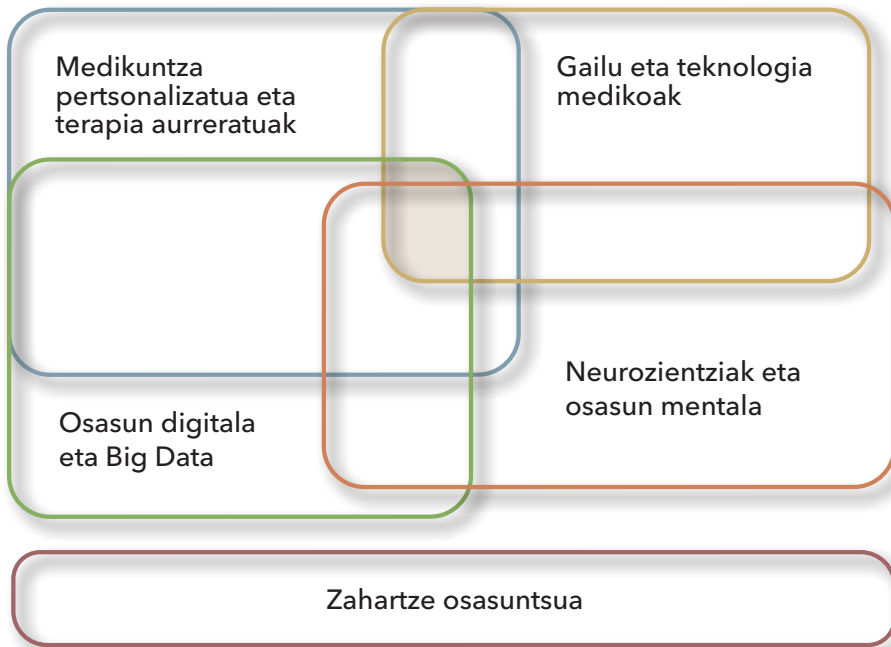 Medikuntza
pertsonalizatua eta
terapia aurreratuak
Gailu eta teknologia
medikoak
Neurozientziak eta
osasun mentala
Osasun digitala
eta Big Data
Zahartze osasuntsua